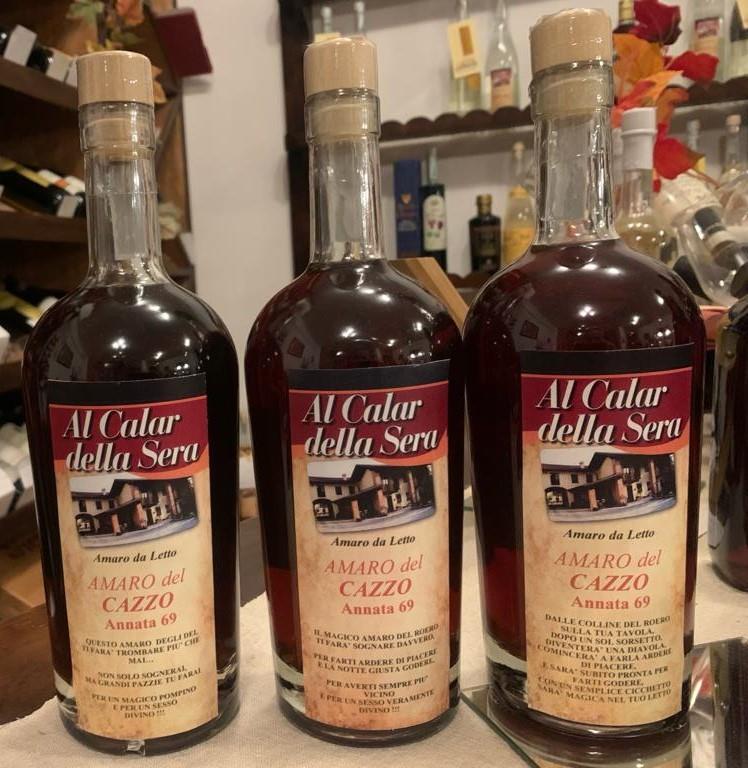 Al Calar
della Sera
Amaro da Letto
AMARO del
CAZZO
Annata 69
QUESTO AMARO DEGLI DEI,
TI FARA' TROMBARE PIU' CHE
MAI...
NON SOLO SOGNERAI,
MA GRANDI PAZZIE TU FARAI
PER UN MAGICO POMPINO
E PER UN SESSO
DIVINO !!!
Al Calar
della Sera
Amaro da Letto
AMARO del
CAZZO
Annata 69
IL MAGICO AMARO DEL ROERO
TI FARA' SOGNARE DAVVERO,
PER FARTI ARDERE DI PIACERE
E LA NOTTE GIUSTA GODERE,
PER AVERTI SEMPRE PIU'
VICINO
E PER UN SESSO VERAMENTE
DIVINO !!!
Al Calar
della Sera
Amaro da Letto
AMARO del
CAZZO
Annata 69
DALLE COLLINE DEL ROERO
SULLA TUA TAVOLA,
DOPO UN SOL SORSETTO,
DIVENTERA' UNA DIAVOLA,
COMINCERA' A FARLA ARDERE
DI PIACERE,
E SARA' SUBITO PRONTA PER
FARTI GODERE,
CON UN SEMPLICE CICCHETTO
SARA' MAGICA NEL TUO LETTO